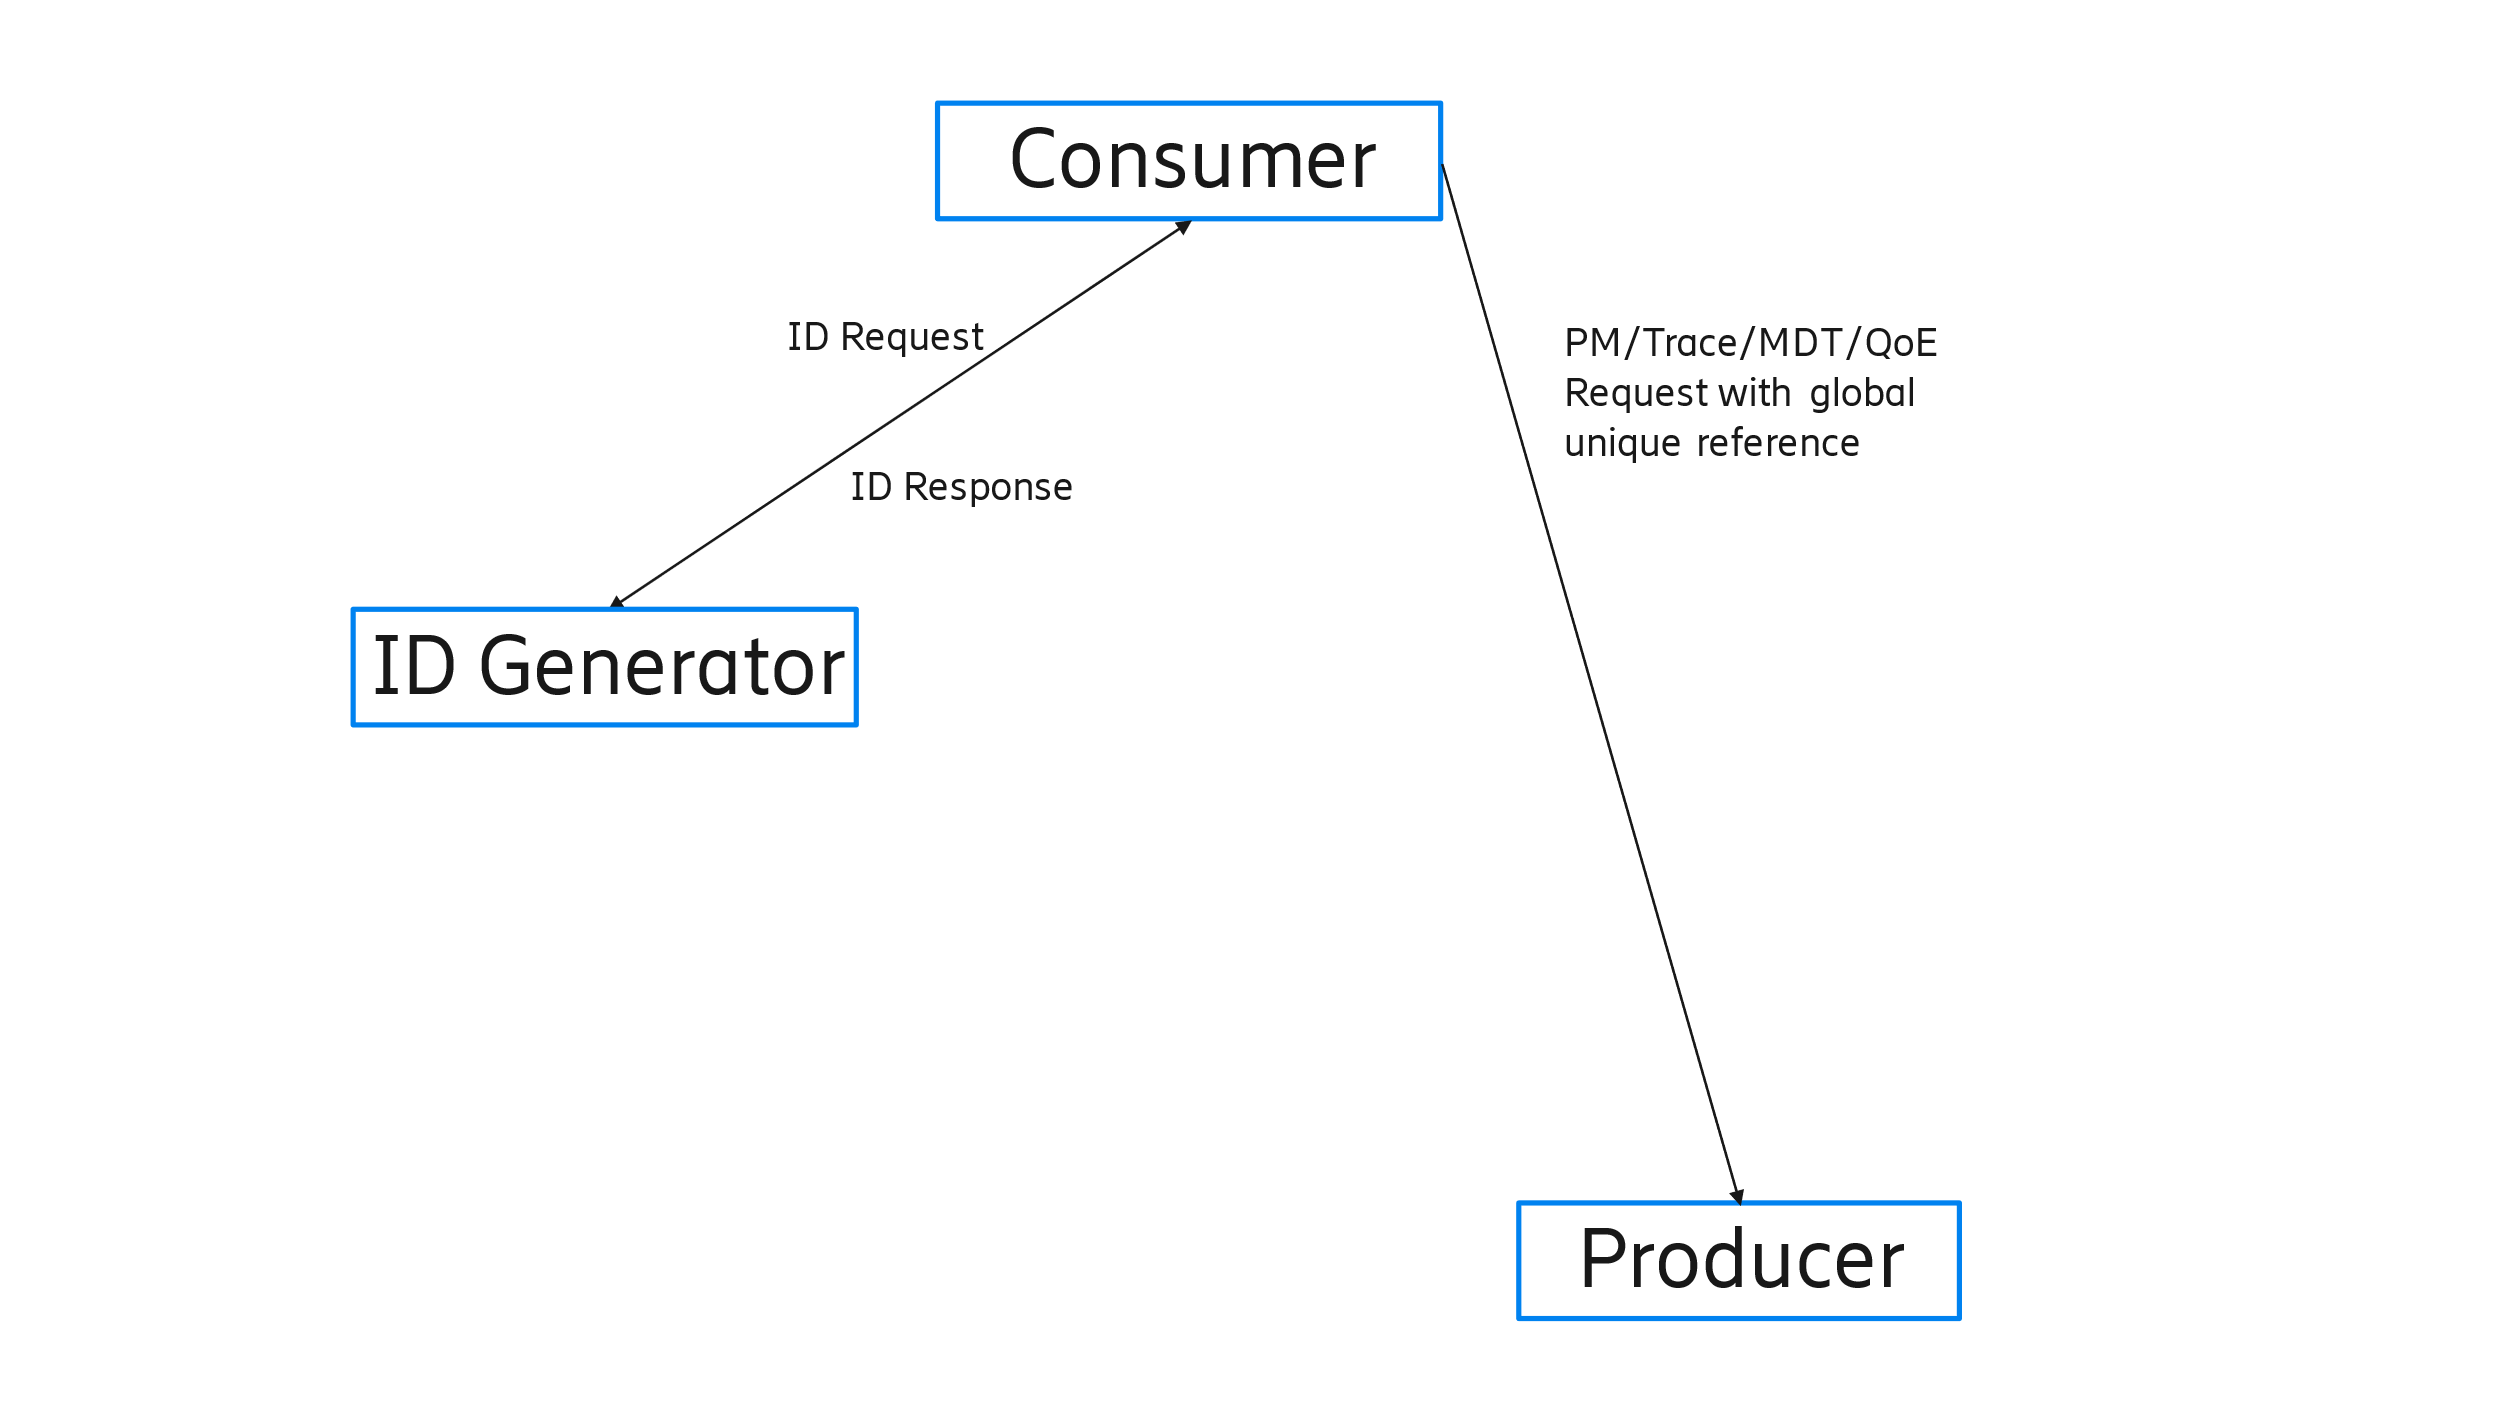 Consumer
ID Request
PM/Trace/MDT/QoE
Request with global
unique reference
ID Response
ID Generator
Producer